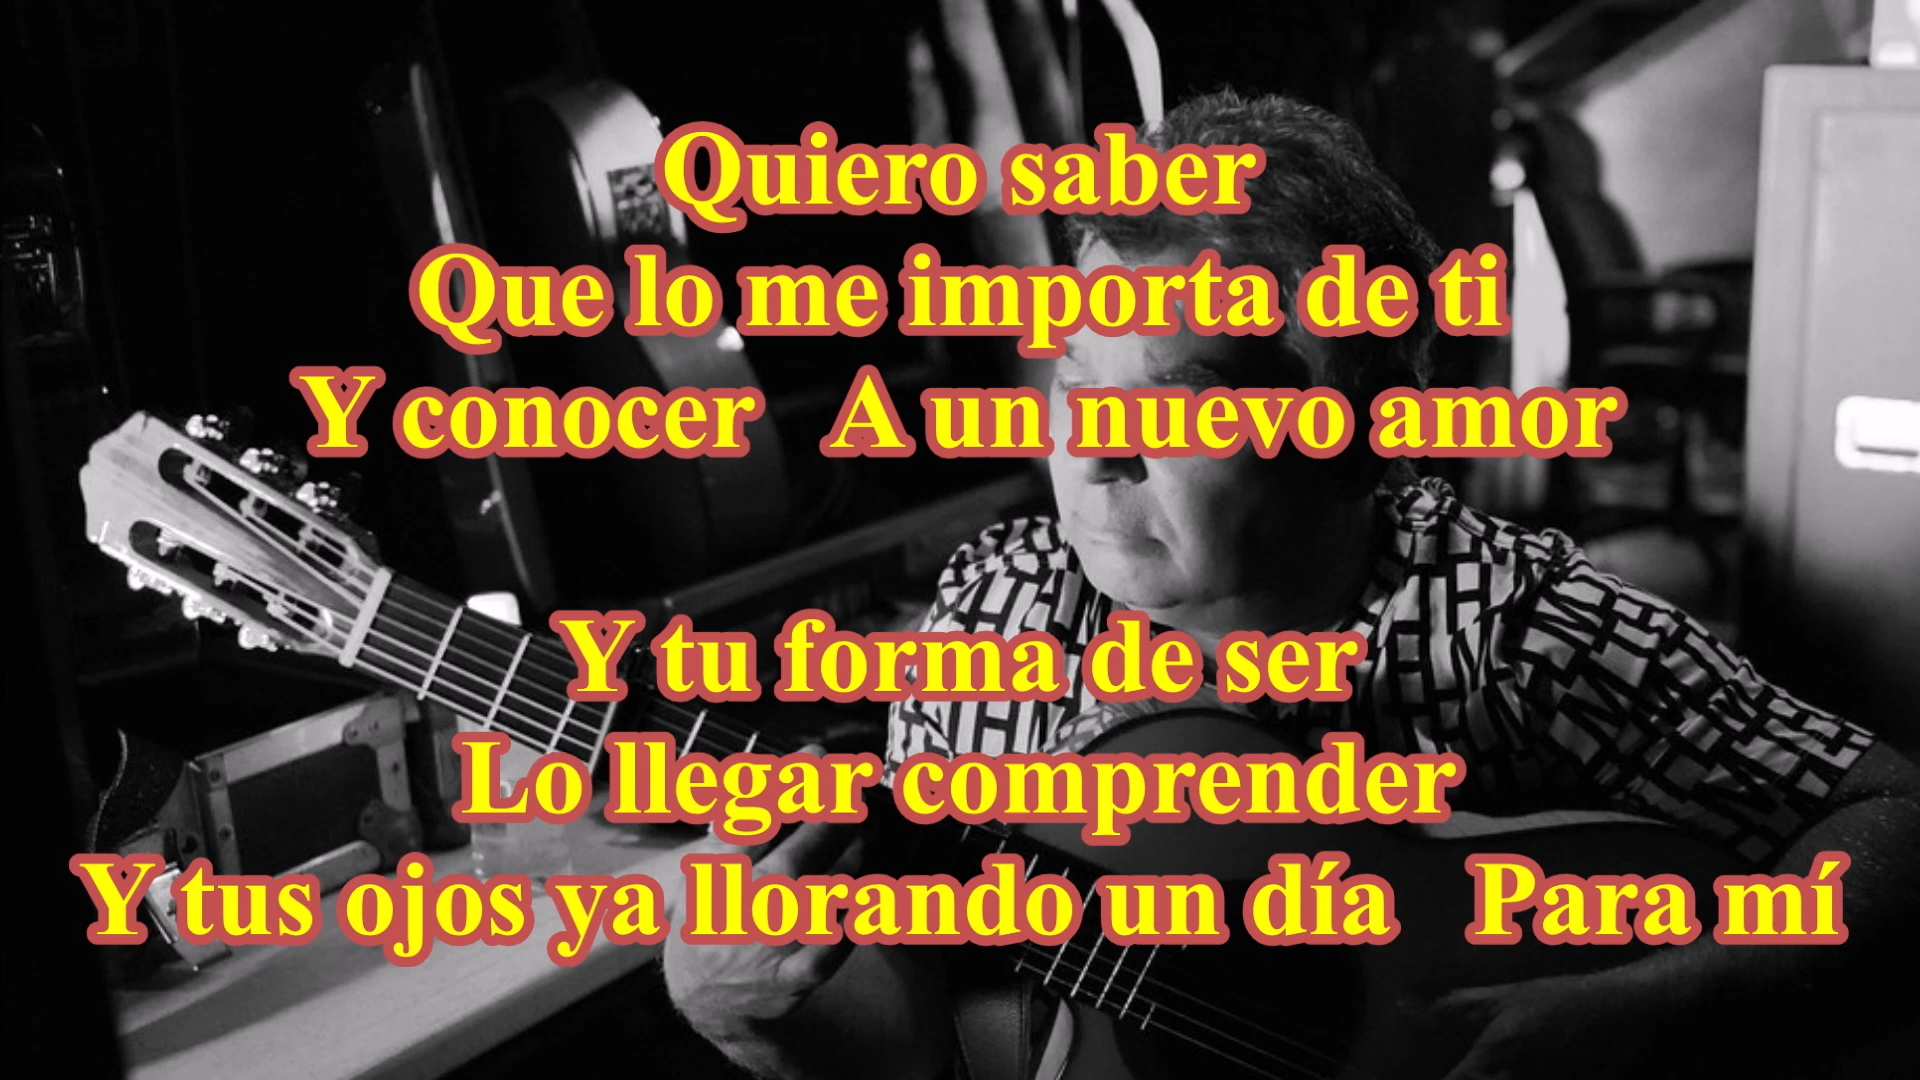 Quiero saber
Que lo me importa de ti
Y conocer   A un nuevo amor
Y tu forma de ser
Lo llegar comprender
Y tus ojos ya llorando un día   Para mí